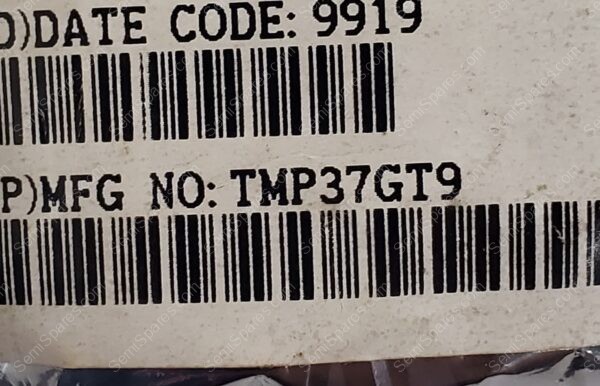 D)DATE CODE: 9919
P)MFG NO: TMP37GT9